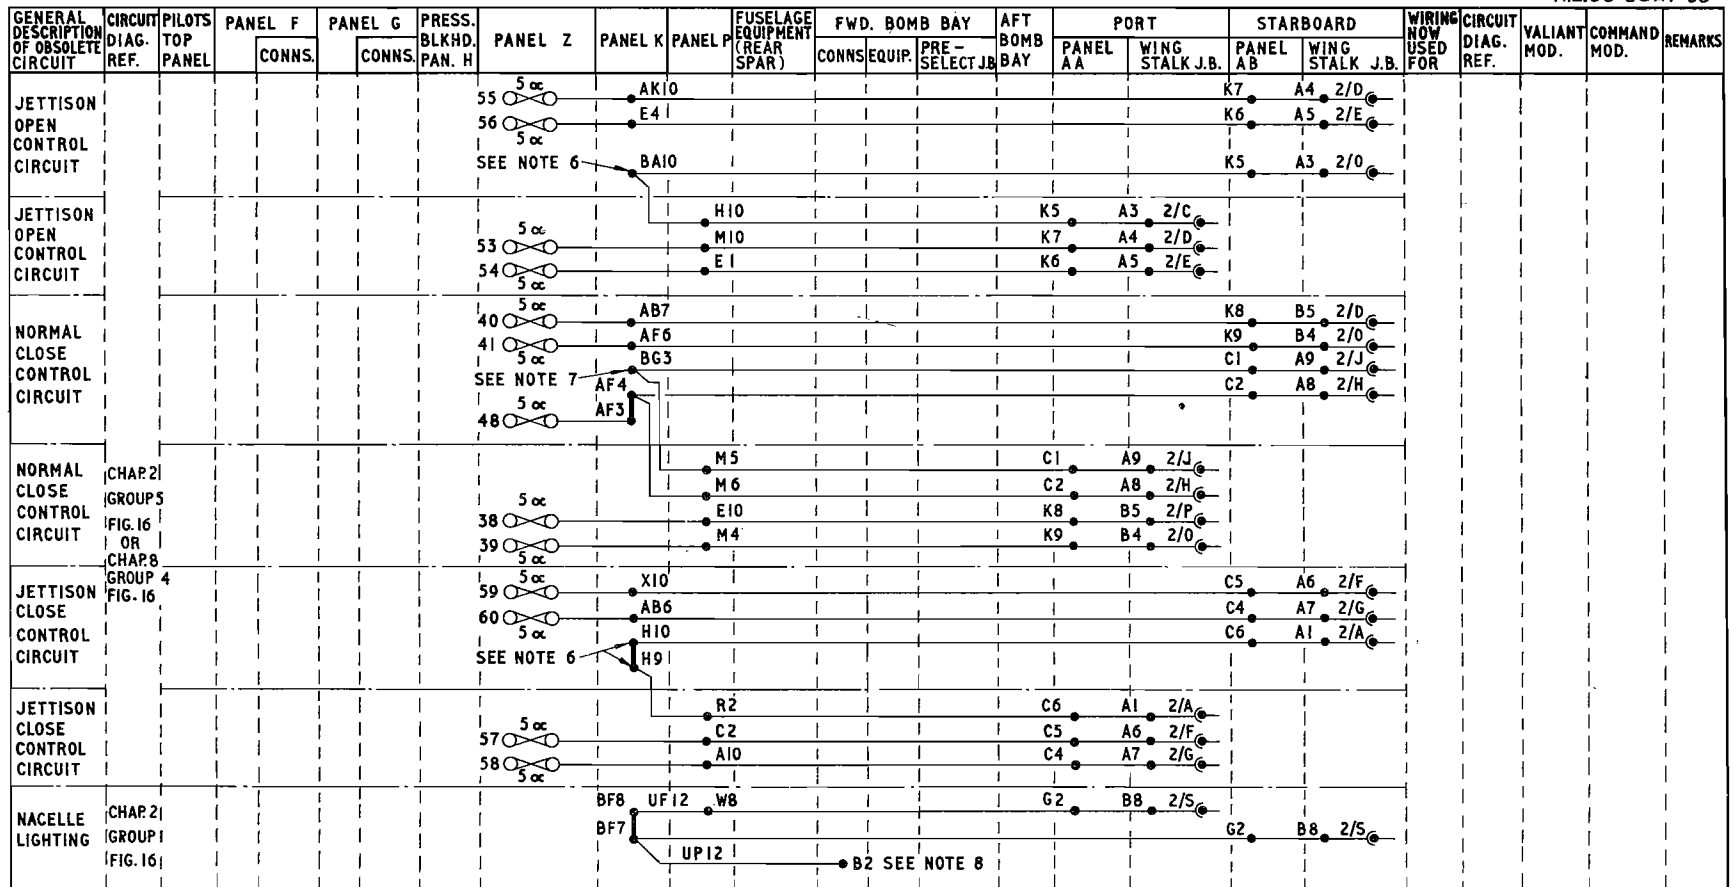 GENERAL DESCRIPTION OF OBSOLETE CIRCUIT
CIRCUIT DIAG. REF.
PILOTS TOP PANEL
PANEL F
CONNS.
PANEL G
CONNS.
PRESS. BLKHD. PAN. H
PANEL Z
PANEL K
PANEL P
FUSELAGE EQUIPMENT (REAR SPAR)
FWD. BOMB BAY
CONNS
EQUIP.
PRE-SELECT J.B
AFT BOMB BAY
PORT
PANEL AA
WING STALK J.B.
STARBOARD
PANEL AB
WING STALK J.B.
WIRING NOW USED FOR
CIRCUIT DIAG. REF.
VALIANT MOD.
COMMAND MOD.
REMARKS
JETTISON
OPEN
CONTROL
CIRCUIT
5 α
55 AK10 K7 A4 2/D
56 E4 K6 A5 2/E
5 α
SEE NOTE 6 BA10 K5 A3 2/O
JETTISON
OPEN
CONTROL
CIRCUIT
H10 K5 A3 2/C
5 α
53 M10 K7 A4 2/D
54 E1 K6 A5 2/E
5 α
NORMAL
CLOSE
CONTROL
CIRCUIT
5 α
40 AB7 K8 B5 2/D
41 AF6 K9 B4 2/O
5 α
BG3 C1 A9 2/J
SEE NOTE 7
AF4 C2 A8 2/H
5 α
48 AF3
NORMAL
CLOSE
CONTROL
CIRCUIT
CHAP. 2
GROUP 5
FIG. 16
OR
CHAP. 8
GROUP 4
FIG. 16
M5 C1 A9 2/J
M6 C2 A8 2/H
5 α
38 E10 K8 B5 2/P
39 M4 K9 B4 2/O
5 α
JETTISON
CLOSE
CONTROL
CIRCUIT
5 α
59 X10 C5 A6 2/F
60 AB6 C4 A7 2/G
5 α
H10 C6 A1 2/A
SEE NOTE 6 H9
JETTISON
CLOSE
CONTROL
CIRCUIT
R2 C6 A1 2/A
5 α
57 C2 C5 A6 2/F
58 A10 C4 A7 2/G
5 α
NACELLE
LIGHTING
CHAP. 2
GROUP 1
FIG. 16
BF8 UF12 W8 G2 B8 2/S
BF7 G2 B8 2/S
UP12 B2 SEE NOTE 8